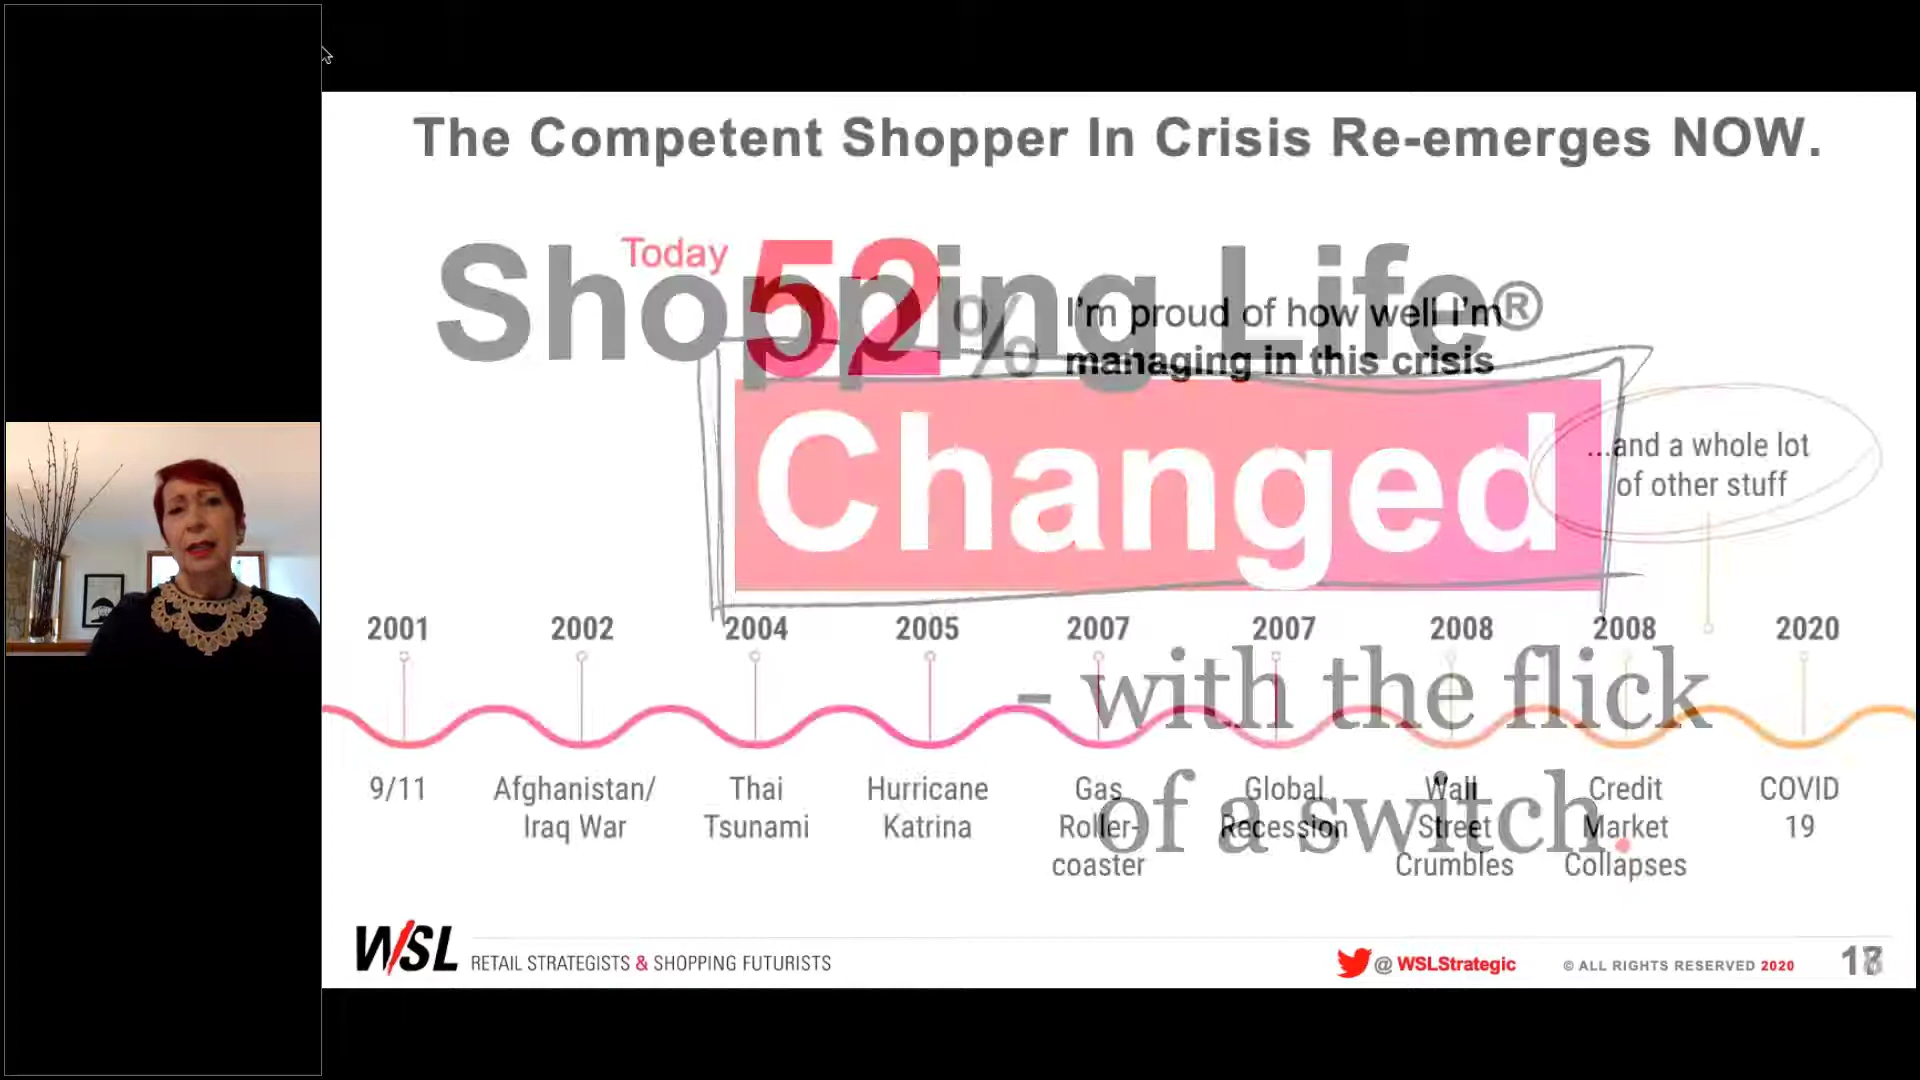 The Competent Shopper In Crisis Re-emerges NOW.
Today 52% I'm proud of how well I'm
managing in this crisis
Shopping Life®
Changed
- with the flick
of a switch.
...and a whole lot
of other stuff
2001 2002 2004 2005 2007 2007 2008 2008 2020
9/11
Afghanistan/
Iraq War
Thai
Tsunami
Hurricane
Katrina
Gas
Roller-
coaster
Global
Recession
Wall
Street
Crumbles
Credit
Market
Collapses
COVID
19
WSL RETAIL STRATEGISTS & SHOPPING FUTURISTS
@ WSLStrategic
© ALL RIGHTS RESERVED 2020